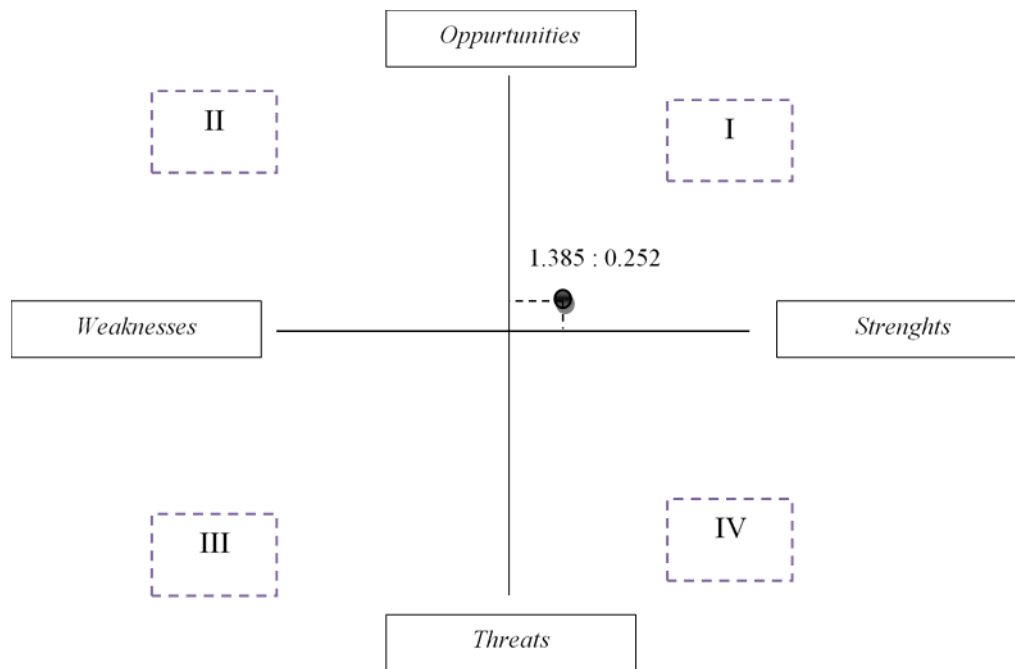 Oppurtunities
II
I
1.385 : 0.252
Weaknesses
Strenghts
III
IV
Threats